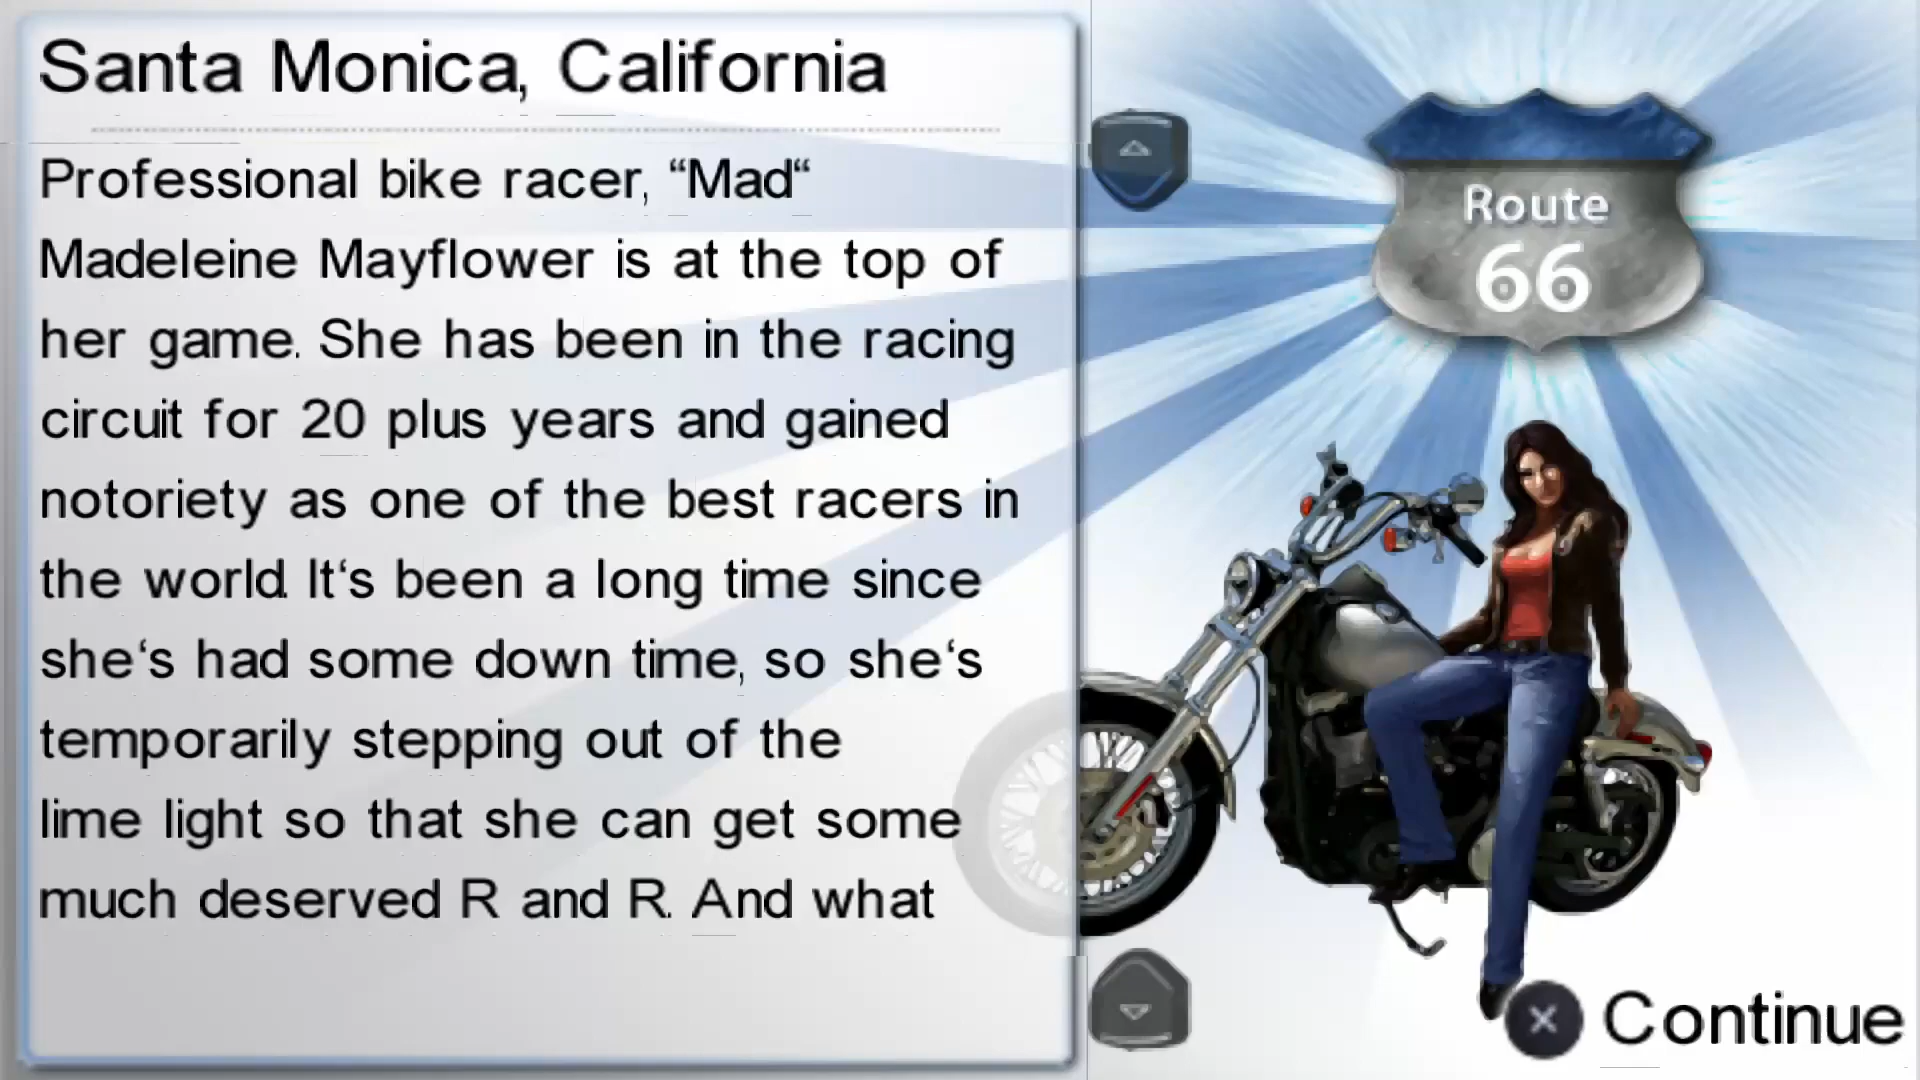 Santa Monica, California
Professional bike racer, “Mad“
Madeleine Mayflower is at the top of
her game. She has been in the racing
circuit for 20 plus years and gained
notoriety as one of the best racers in
the world. It‘s been a long time since
she‘s had some down time, so she‘s
temporarily stepping out of the
lime light so that she can get some
much deserved R and R. And what
Route
66
Continue